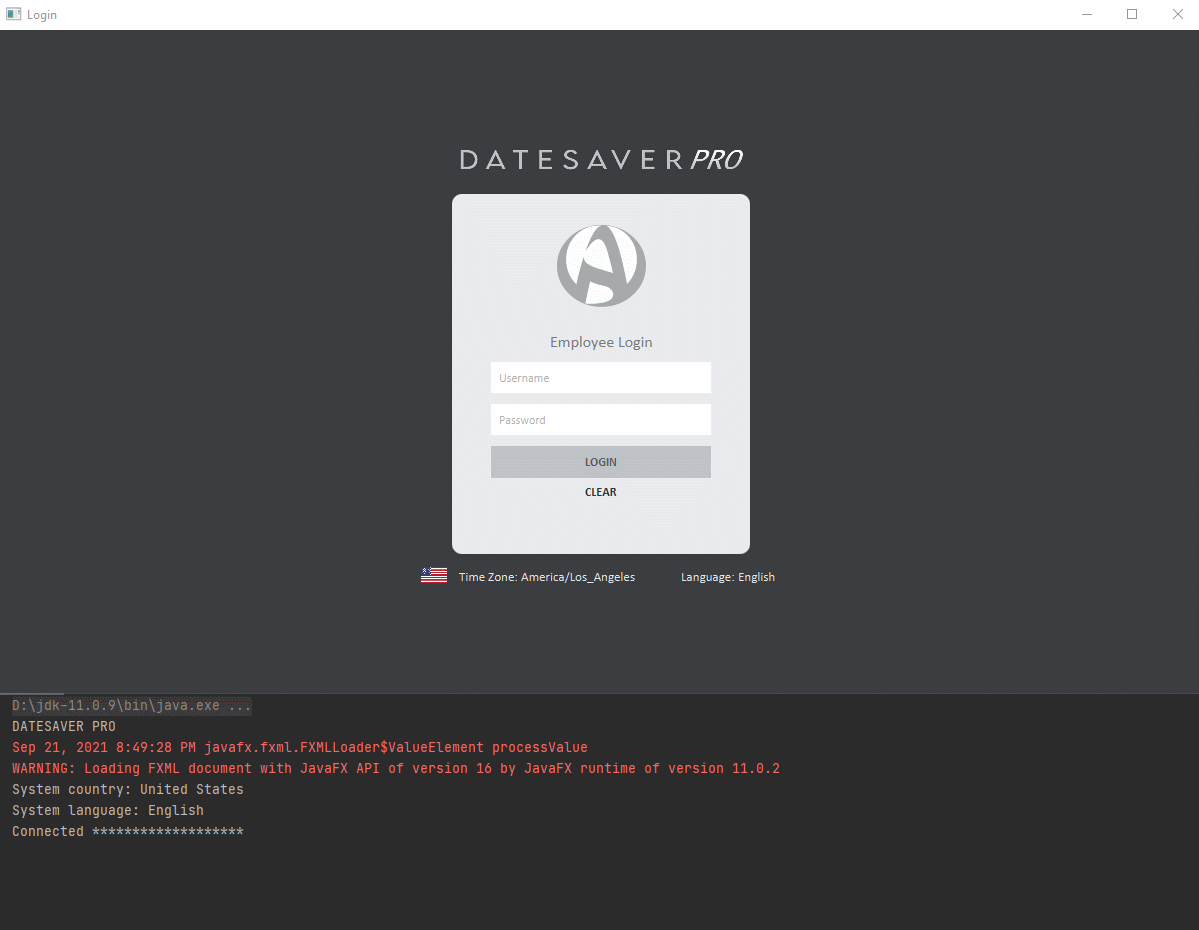 Login
DATESAVER PRO
Employee Login
Username
Password
LOGIN
CLEAR
Time Zone: America/Los_Angeles Language: English
D:\jdk-11.0.9\bin\java.exe ...
DATESAVER PRO
Sep 21, 2021 8:49:28 PM javafx.fxml.FXMLLoader$ValueElement processValue
WARNING: Loading FXML document with JavaFX API of version 16 by JavaFX runtime of version 11.0.2
System country: United States
System language: English
Connected *******************